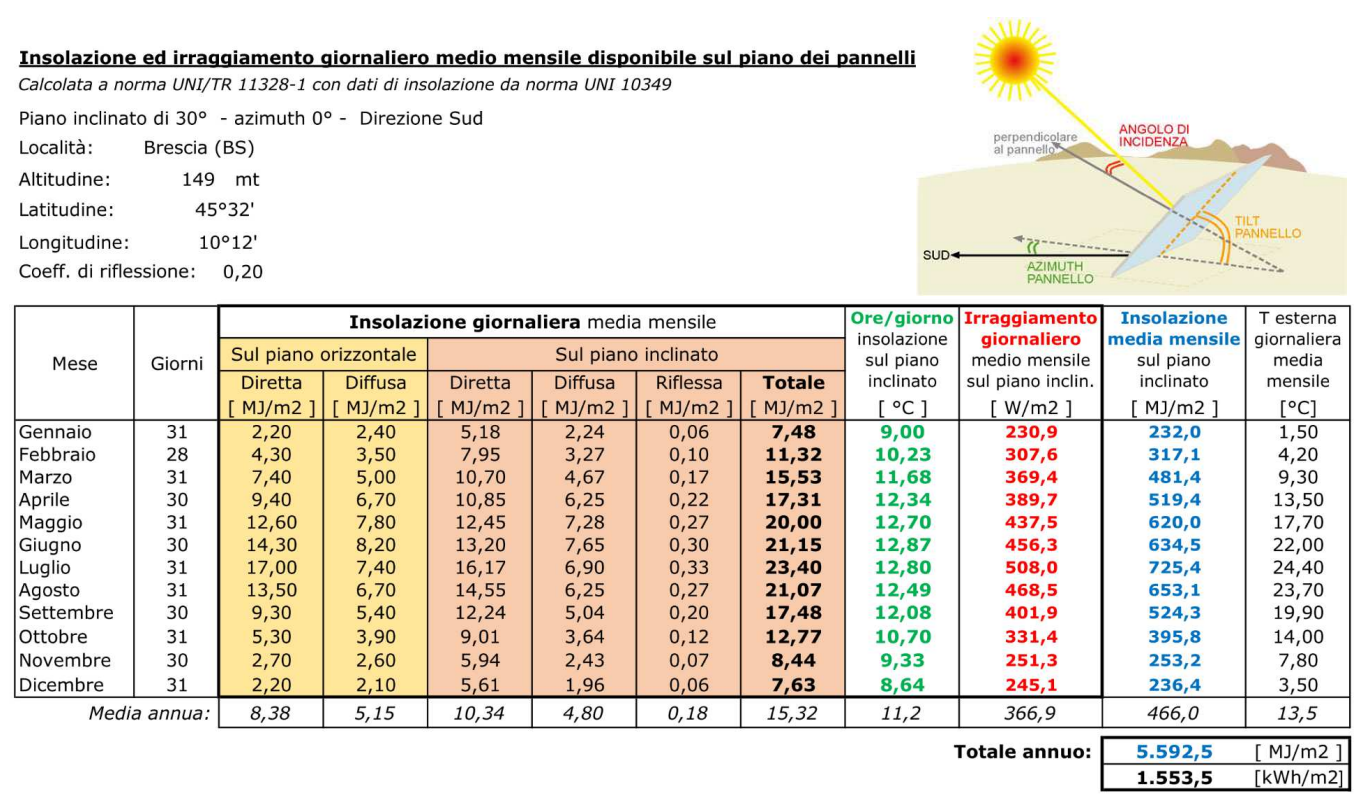 Insolazione ed irraggiamento giornaliero medio mensile disponibile sul piano dei pannelli
Calcolata a norma UNI/TR 11328-1 con dati di insolazione da norma UNI 10349
Piano inclinato di 30° - azimuth 0° - Direzione Sud
Località: Brescia (BS)
Altitudine: 149 mt
Latitudine: 45°32'
Longitudine: 10°12'
Coeff. di riflessione: 0,20
perpendicolare
al pannello
ANGOLO DI
INCIDENZA
TILT
PANNELLO
SUD
AZIMUTH
PANNELLO
Mese Giorni Insolazione giornaliera media mensile
Sul piano orizzontale Sul piano inclinato
Diretta Diffusa Diretta Diffusa Riflessa Totale
[ MJ/m2 ] [ MJ/m2 ] [ MJ/m2 ] [ MJ/m2 ] [ MJ/m2 ] [ MJ/m2 ]
Ore/giorno
insolazione
sul piano
inclinato
[ °C ]
Irraggiamento
giornaliero
medio mensile
sul piano inclin.
[ W/m2 ]
Insolazione
media mensile
sul piano
inclinato
[ MJ/m2 ]
T esterna
giornaliera
media
mensile
[°C]
Gennaio 31 2,20 2,40 5,18 2,24 0,06 7,48 9,00 230,9 232,0 1,50
Febbraio 28 4,30 3,50 7,95 3,27 0,10 11,32 10,23 307,6 317,1 4,20
Marzo 31 7,40 5,00 10,70 4,67 0,17 15,53 11,68 369,4 481,4 9,30
Aprile 30 9,40 6,70 10,85 6,25 0,22 17,31 12,34 389,7 519,4 13,50
Maggio 31 12,60 7,80 12,45 7,28 0,27 20,00 12,70 437,5 620,0 17,70
Giugno 30 14,30 8,20 13,20 7,65 0,30 21,15 12,87 456,3 634,5 22,00
Luglio 31 17,00 7,40 16,17 6,90 0,33 23,40 12,80 508,0 725,4 24,40
Agosto 31 13,50 6,70 14,55 6,25 0,27 21,07 12,49 468,5 653,1 23,70
Settembre 30 9,30 5,40 12,24 5,04 0,20 17,48 12,08 401,9 524,3 19,90
Ottobre 31 5,30 3,90 9,01 3,64 0,12 12,77 10,70 331,4 395,8 14,00
Novembre 30 2,70 2,60 5,94 2,43 0,07 8,44 9,33 251,3 253,2 7,80
Dicembre 31 2,20 2,10 5,61 1,96 0,06 7,63 8,64 245,1 236,4 3,50
Media annua: 8,38 5,15 10,34 4,80 0,18 15,32 11,2 366,9 466,0 13,5
Totale annuo: 5.592,5 [ MJ/m2 ]
1.553,5 [kWh/m2]